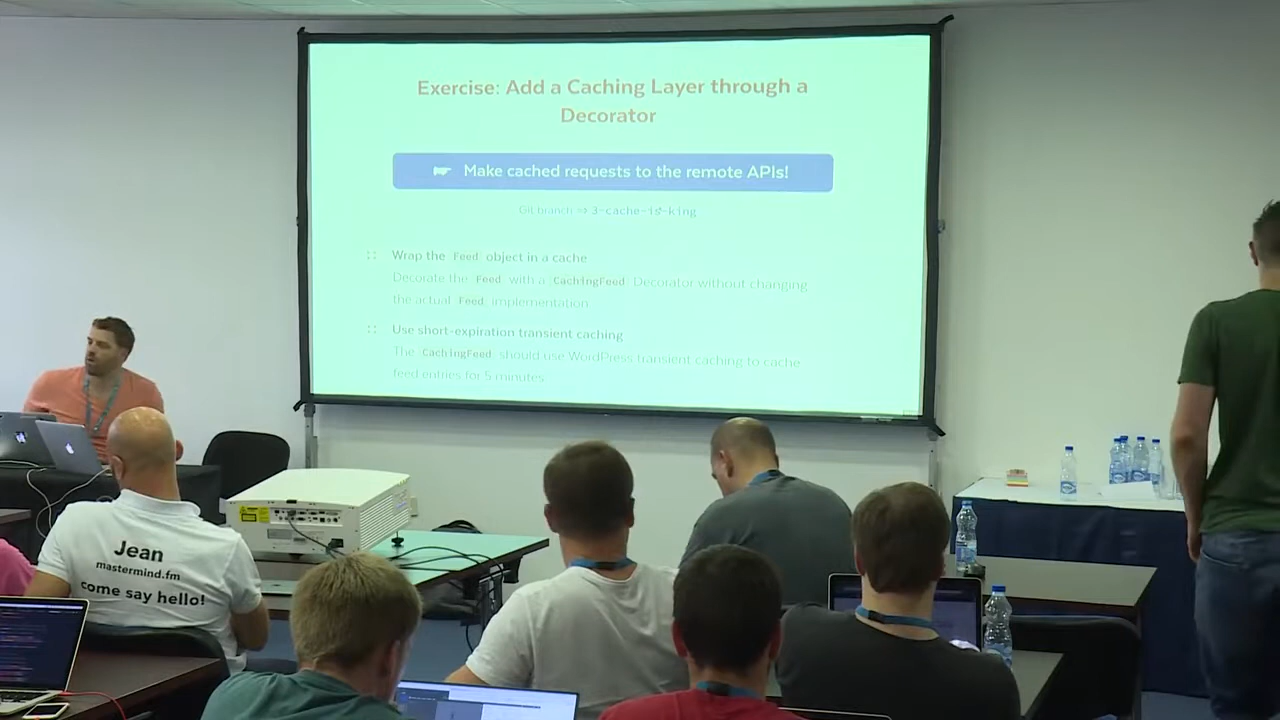 Exercise: Add a Caching Layer through a
Decorator
☛ Make cached requests to the remote APIs!
Git branch ⇒ 3-cache-is-king
:: Wrap the Feed object in a cache
Decorate the Feed with a CachingFeed Decorator without changing
the actual Feed implementation.
:: Use short-expiration transient caching
The CachingFeed should use WordPress transient caching to cache
feed entries for 5 minutes.
Jean
mastermind.fm
come say hello!